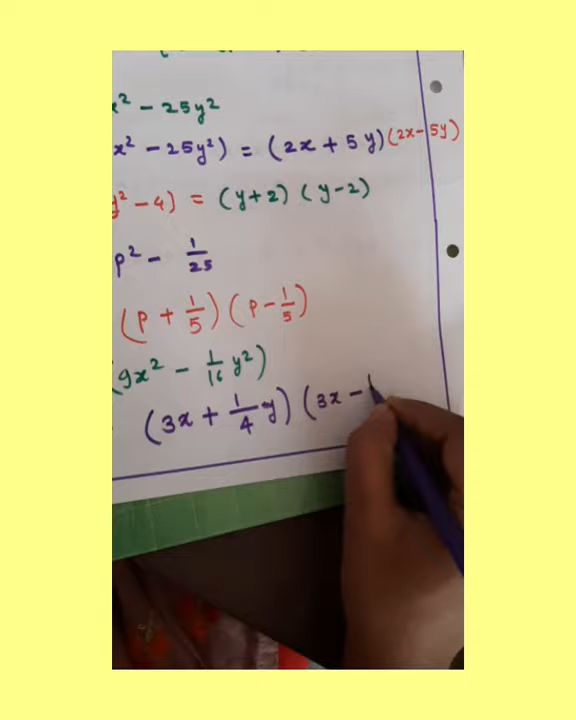 x² - 25y²
x² - 25y²) = (2x + 5y)(2x - 5y)
y² - 4) = (y+2) (y-2)
p² - 1/25
(p + 1/5) (p - 1/5)
(9x² - 1/16 y²)
(3x + 1/4 y) (3x - 1